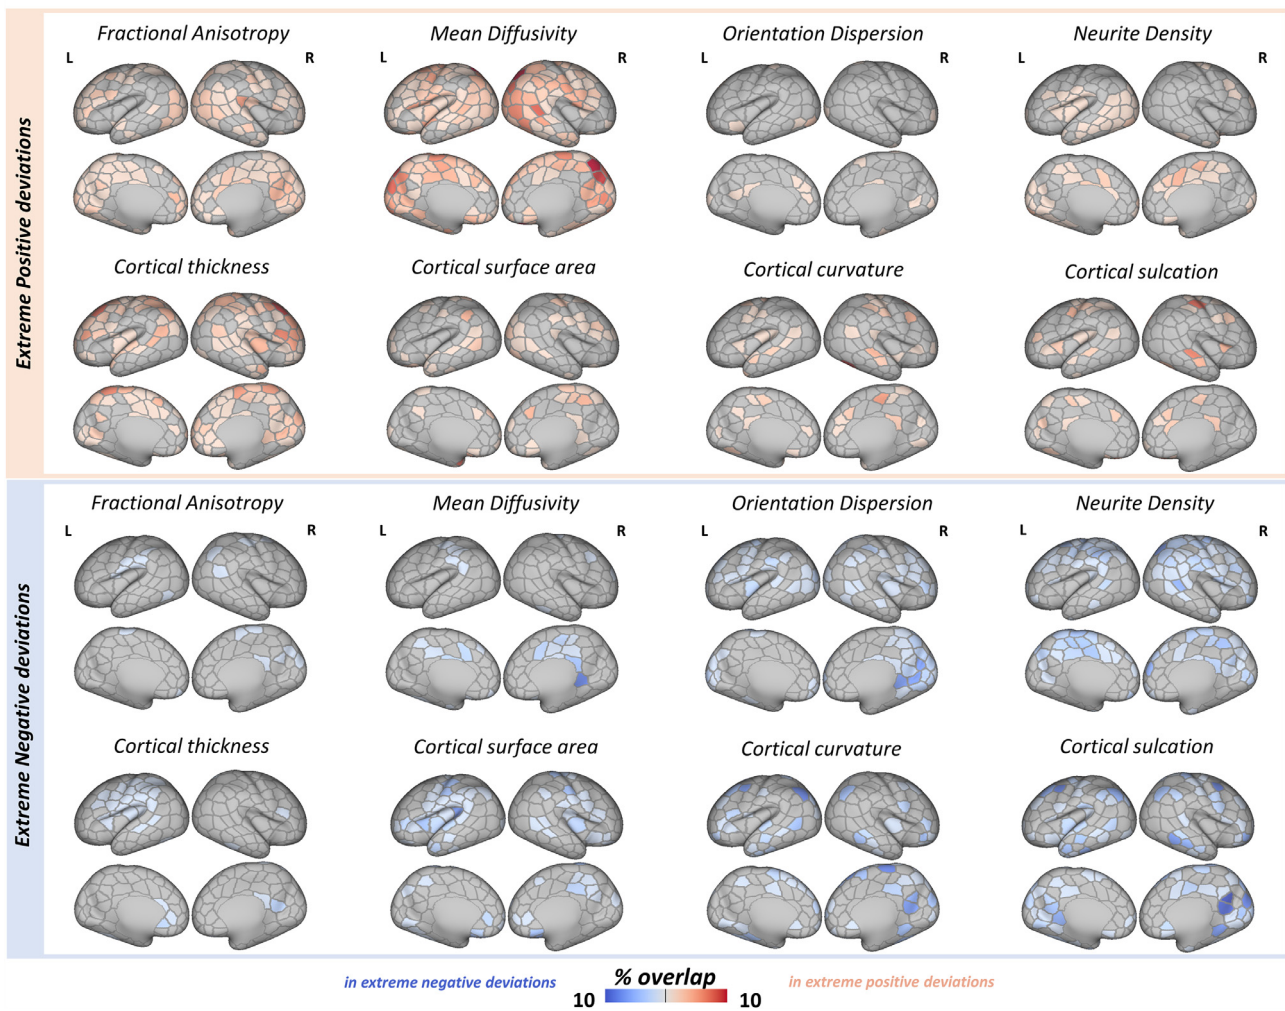 Extreme Positive deviations
Fractional Anisotropy
Mean Diffusivity
Orientation Dispersion
Neurite Density
L R L R L R L R
Cortical thickness
Cortical surface area
Cortical curvature
Cortical sulcation
Extreme Negative deviations
Fractional Anisotropy
Mean Diffusivity
Orientation Dispersion
Neurite Density
L R L R L R L R
Cortical thickness
Cortical surface area
Cortical curvature
Cortical sulcation
in extreme negative deviations
% overlap
in extreme positive deviations
10 10